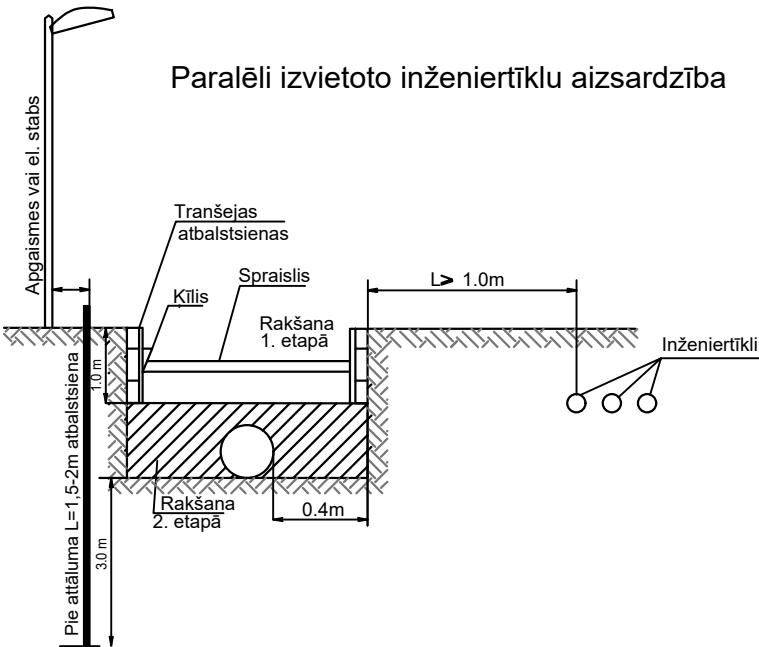 Paralēli izvietoto inženiertīklu aizsardzība
Apgaismes vai el. stabs
Tranšejas
atbalstsienas
Ķīlis
Spraislis
L≥ 1.0m
Rakšana
1. etapā
Inženiertīkli
1.0 m
Pie attāluma L=1,5-2m atbalstsiena
Rakšana
2. etapā
0.4m
3.0 m